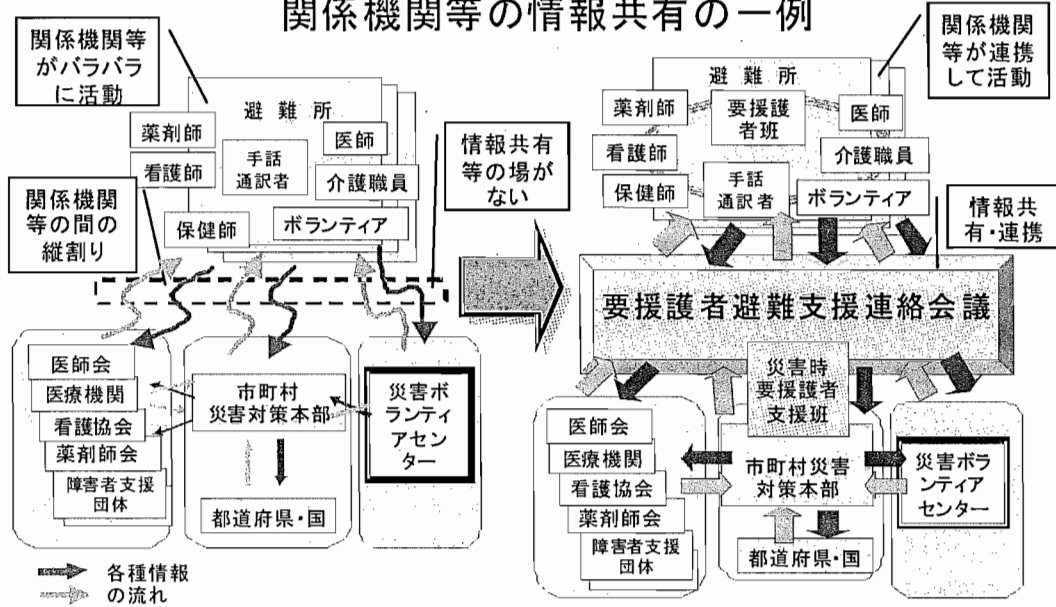 関係機関等の情報共有の一例
関係機関等
がバラバラ
に活動
避難所
薬剤師
医師
看護師
手話
通訳者
介護職員
保健師
ボランティア
情報共有
等の場が
ない
関係機関
等の間の
縦割り
医師会
医療機関
看護協会
薬剤師会
障害者支援
団体
市町村
災害対策本部
都道府県・国
災害ボ
ランティ
アセン
ター
各種情報
の流れ
関係機関
等が連携
して活動
避難所
薬剤師
要援護
者班
医師
看護師
介護職員
保健師
手話
通訳者
ボランティア
情報共
有・連携
要援護者避難支援連絡会議
災害時
要援護者
支援班
医師会
医療機関
看護協会
薬剤師会
障害者支援
団体
市町村災害
対策本部
都道府県・国
災害ボラ
ンティア
センター